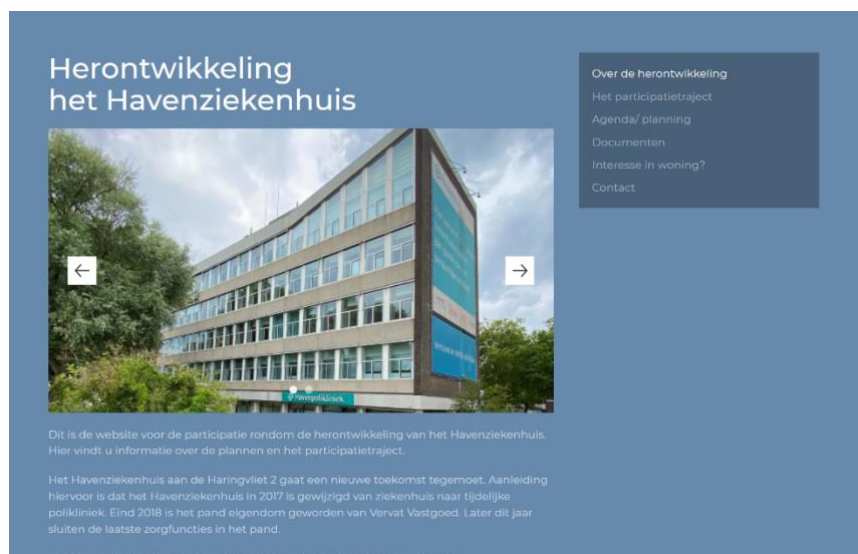 Herontwikkeling
het Havenziekenhuis
Over de herontwikkeling
Het participatietraject
Agenda/ planning
Documenten
Interesse in woning?
Contact
Havenpolikliniek
Dit is de website voor de participatie rondom de herontwikkeling van het Havenziekenhuis.
Hier vindt u informatie over de plannen en het participatietraject.
Het Havenziekenhuis aan de Haringvliet 2 gaat een nieuwe toekomst tegemoet. Aanleiding
hiervoor is dat het Havenziekenhuis in 2017 is gewijzigd van ziekenhuis naar tijdelijke
polikliniek. Eind 2018 is het pand eigendom geworden van Vervat Vastgoed. Later dit jaar
sluiten de laatste zorgfuncties in het pand.